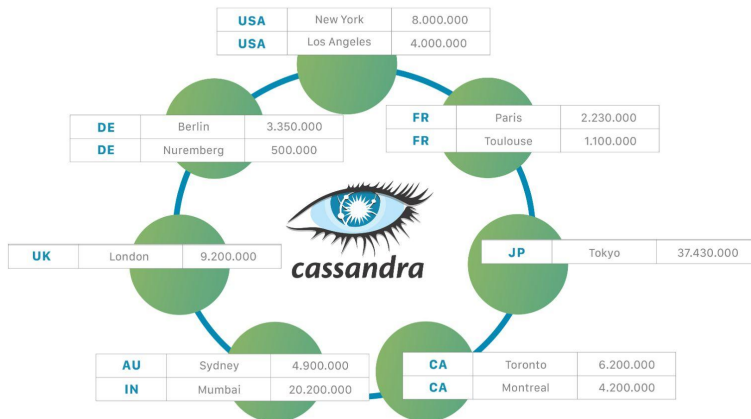 USA New York 8.000.000
USA Los Angeles 4.000.000
DE Berlin 3.350.000
DE Nuremberg 500.000
FR Paris 2.230.000
FR Toulouse 1.100.000
UK London 9.200.000
cassandra
JP Tokyo 37.430.000
AU Sydney 4.900.000
IN Mumbai 20.200.000
CA Toronto 6.200.000
CA Montreal 4.200.000